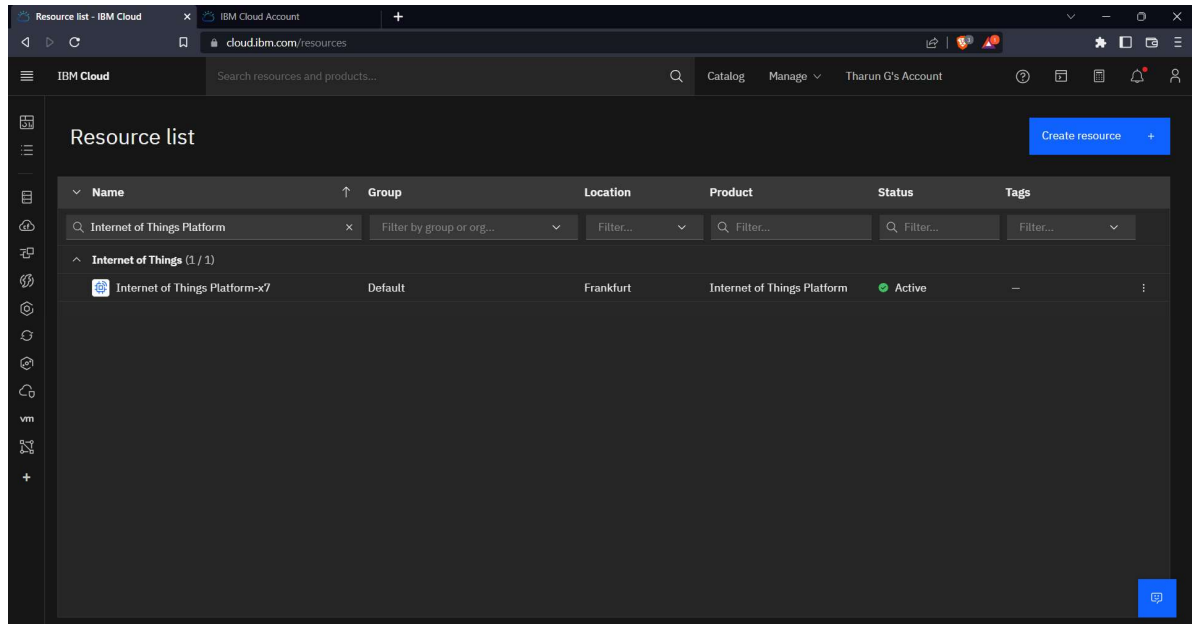 Resource list - IBM Cloud
IBM Cloud Account
cloud.ibm.com/resources
IBM Cloud
Search resources and products...
Catalog
Manage
Tharun G's Account
Resource list
Create resource +
Name Group Location Product Status Tags
Internet of Things Platform Filter by group or org... Filter... Filter... Filter... Filter...
Internet of Things (1 / 1)
Internet of Things Platform-x7 Default Frankfurt Internet of Things Platform Active –
vm